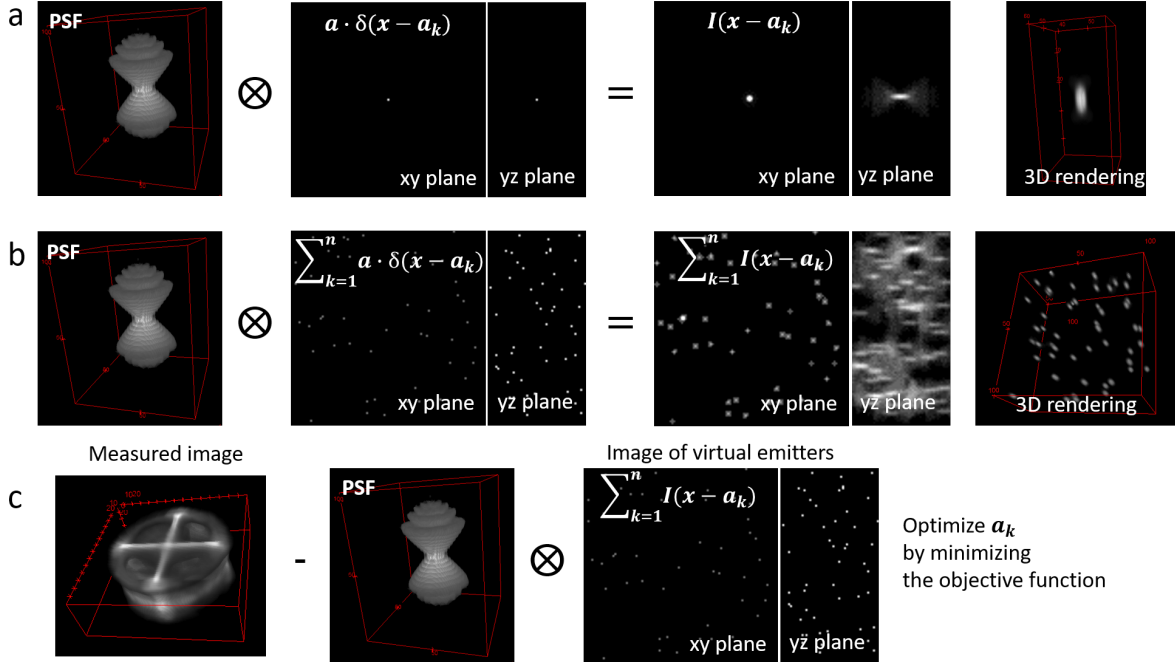 a
PSF
⊗
a · δ(x − a_k)
xy plane
yz plane
=
I(x − a_k)
xy plane
yz plane
3D rendering
b
PSF
⊗
∑_{k=1}^{n} a · δ(x − a_k)
xy plane
yz plane
=
∑_{k=1}^{n} I(x − a_k)
xy plane
yz plane
3D rendering
Measured image
Image of virtual emitters
c
-
PSF
⊗
∑_{k=1}^{n} I(x − a_k)
xy plane
yz plane
Optimize a_k
by minimizing
the objective function